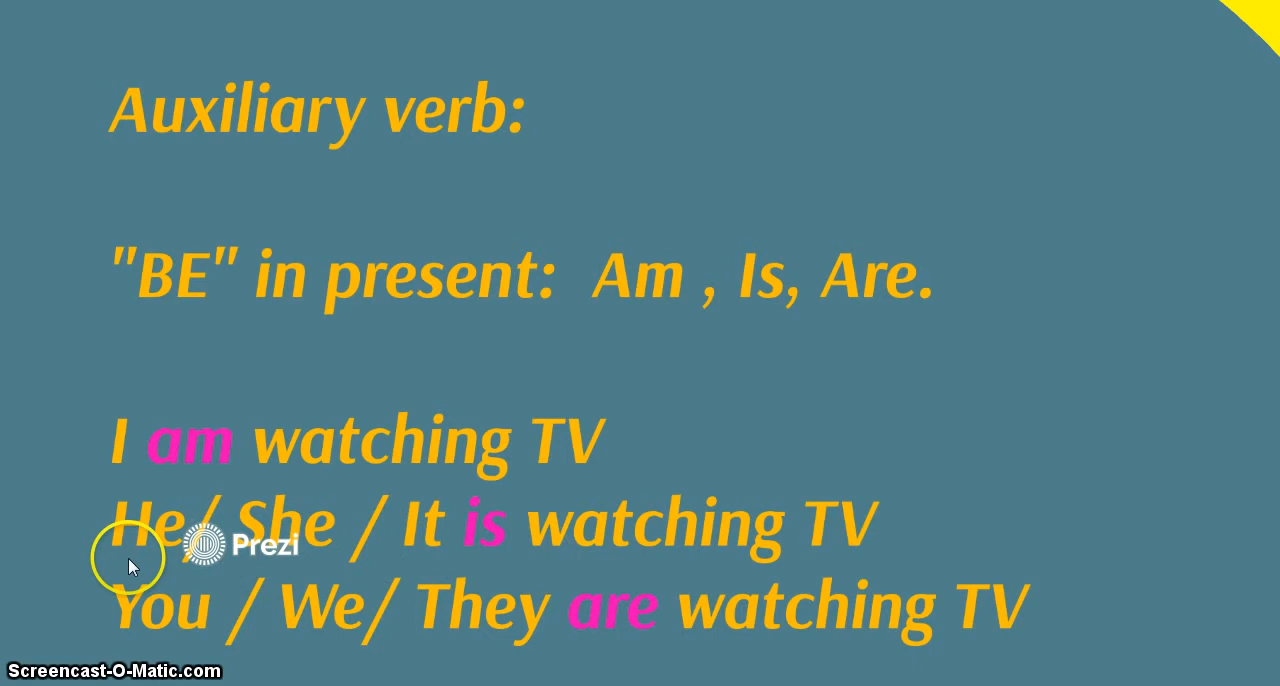 Auxiliary verb:
"BE" in present: Am , Is, Are.
I am watching TV
He/ She / It is watching TV
Prezi
You / We/ They are watching TV
Screencast-O-Matic.com